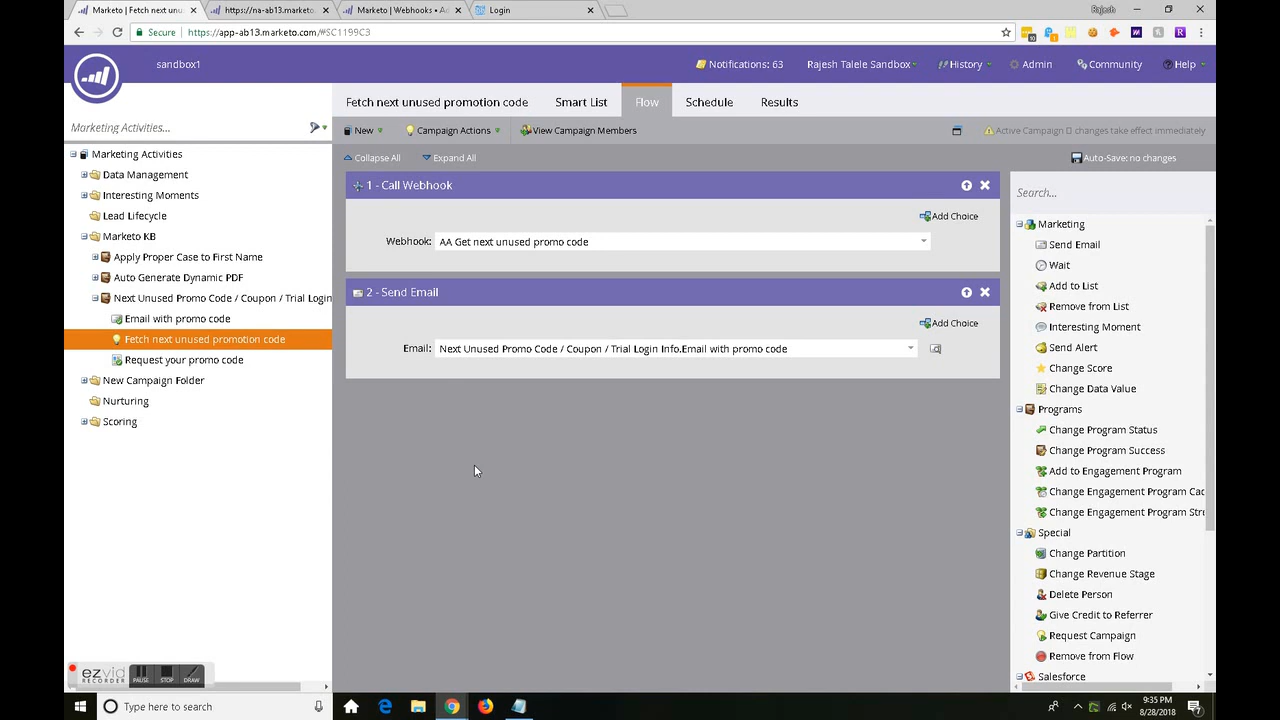 Marketo | Fetch next unus
https://na-ab13.marketo.
Marketo | Webhooks • Ad
Login
Rajesh
Secure
https://app-ab13.marketo.com/#SC1199C3
sandbox1
Notifications: 63
Rajesh Talele Sandbox
History
Admin
Community
Help
Marketing Activities...
Fetch next unused promotion code
Smart List
Flow
Schedule
Results
New
Campaign Actions
View Campaign Members
Active Campaign
changes take effect immediately
Collapse All
Expand All
Auto-Save: no changes
Marketing Activities
Data Management
Interesting Moments
Lead Lifecycle
Marketo KB
Apply Proper Case to First Name
Auto Generate Dynamic PDF
Next Unused Promo Code / Coupon / Trial Login
Email with promo code
Fetch next unused promotion code
Request your promo code
New Campaign Folder
Nurturing
Scoring
1 - Call Webhook
Add Choice
Webhook: AA Get next unused promo code
2 - Send Email
Add Choice
Email: Next Unused Promo Code / Coupon / Trial Login Info.Email with promo code
Search...
Marketing
Send Email
Wait
Add to List
Remove from List
Interesting Moment
Send Alert
Change Score
Change Data Value
Programs
Change Program Status
Change Program Success
Add to Engagement Program
Change Engagement Program Cad
Change Engagement Program Stre
Special
Change Partition
Change Revenue Stage
Delete Person
Give Credit to Referrer
Request Campaign
Remove from Flow
Salesforce
ezvid
RECORDER
PAUSE
STOP
DRAW
Type here to search
9:35 PM
8/28/2018